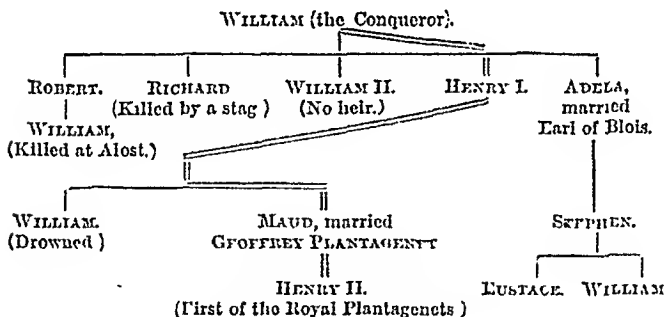 WILLIAM (the Conqueror).
ROBERT. RICHARD WILLIAM II. HENRY I. ADELA,
(Killed by a stag) (No heir.) married
WILLIAM, Earl of Blois.
(Killed at Alost.)
WILLIAM. MAUD, married STEPHEN.
(Drowned) GEOFFREY PLANTAGENET
HENRY II. EUSTACE. WILLIAM
(First of the Royal Plantagenets)